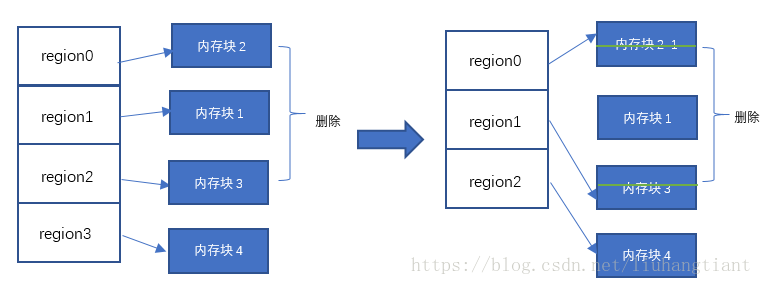 region0
region1
region2
region3
内存块 2
内存块 1
内存块 3
内存块 4
删除
region0
region1
region2
内存块 2-1
内存块 1
内存块 3
内存块 4
删除
https://blog.csdn.net/liuhangtiant